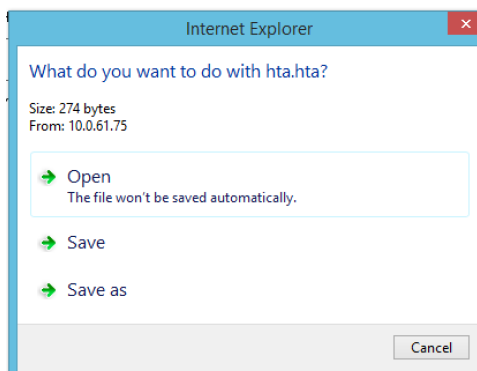 Internet Explorer
What do you want to do with hta.hta?
Size: 274 bytes
From: 10.0.61.75
Open
The file won't be saved automatically.
Save
Save as
Cancel